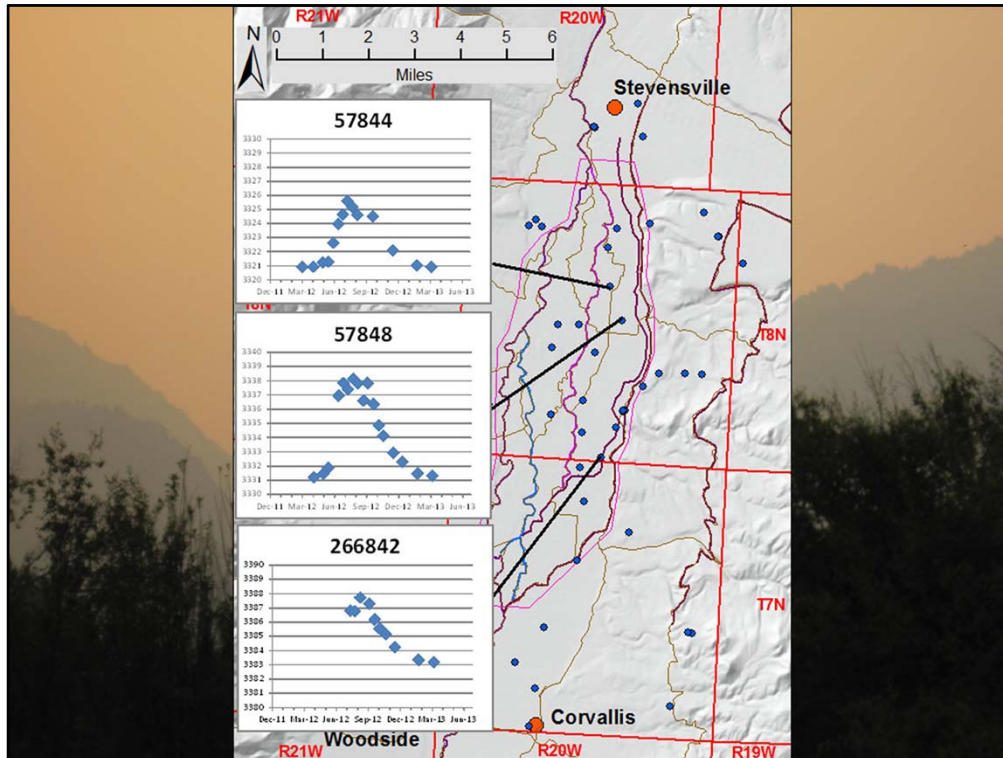 R21W
R20W
N
0 1 2 3 4 5 6
Miles
Stevensville
57844
3330
3329
3328
3327
3326
3325
3324
3323
3322
3321
3320
Dec-11 Mar-12 Jun-12 Sep-12 Dec-12 Mar-13 Jun-13
T8N
57848
3340
3339
3338
3337
3336
3335
3334
3333
3332
3331
3330
Dec-11 Mar-12 Jun-12 Sep-12 Dec-12 Mar-13 Jun-13
266842
3390
3389
3388
3387
3386
3385
3384
3383
3382
3381
3380
Dec-11 Mar-12 Jun-12 Sep-12 Dec-12 Mar-13 Jun-13
T7N
Corvallis
Woodside
R21W
R20W
R19W